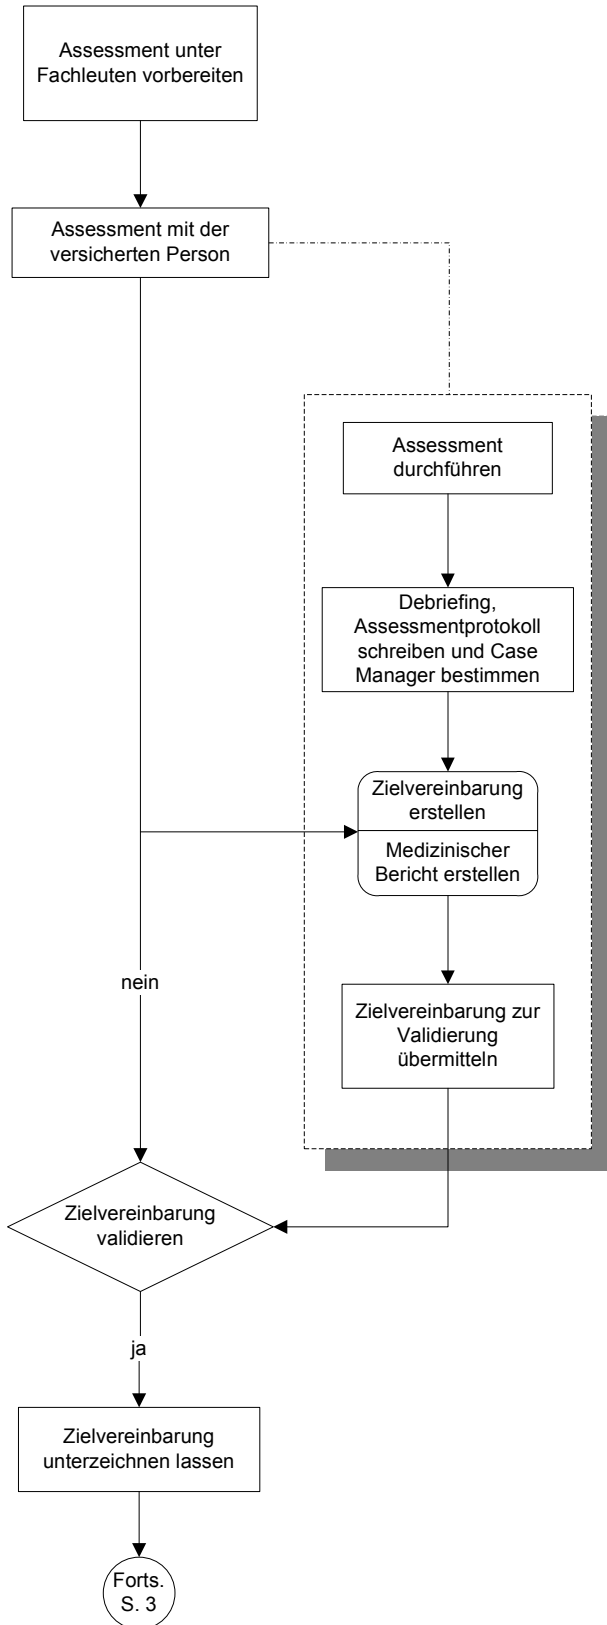 Assessment unter
Fachleuten vorbereiten
Assessment mit der
versicherten Person
Assessment
durchführen
Debriefing,
Assessmentprotokoll
schreiben und Case
Manager bestimmen
Zielvereinbarung
erstellen
Medizinischer
Bericht erstellen
nein
Zielvereinbarung zur
Validierung
übermitteln
Zielvereinbarung
validieren
ja
Zielvereinbarung
unterzeichnen lassen
Forts.
S. 3